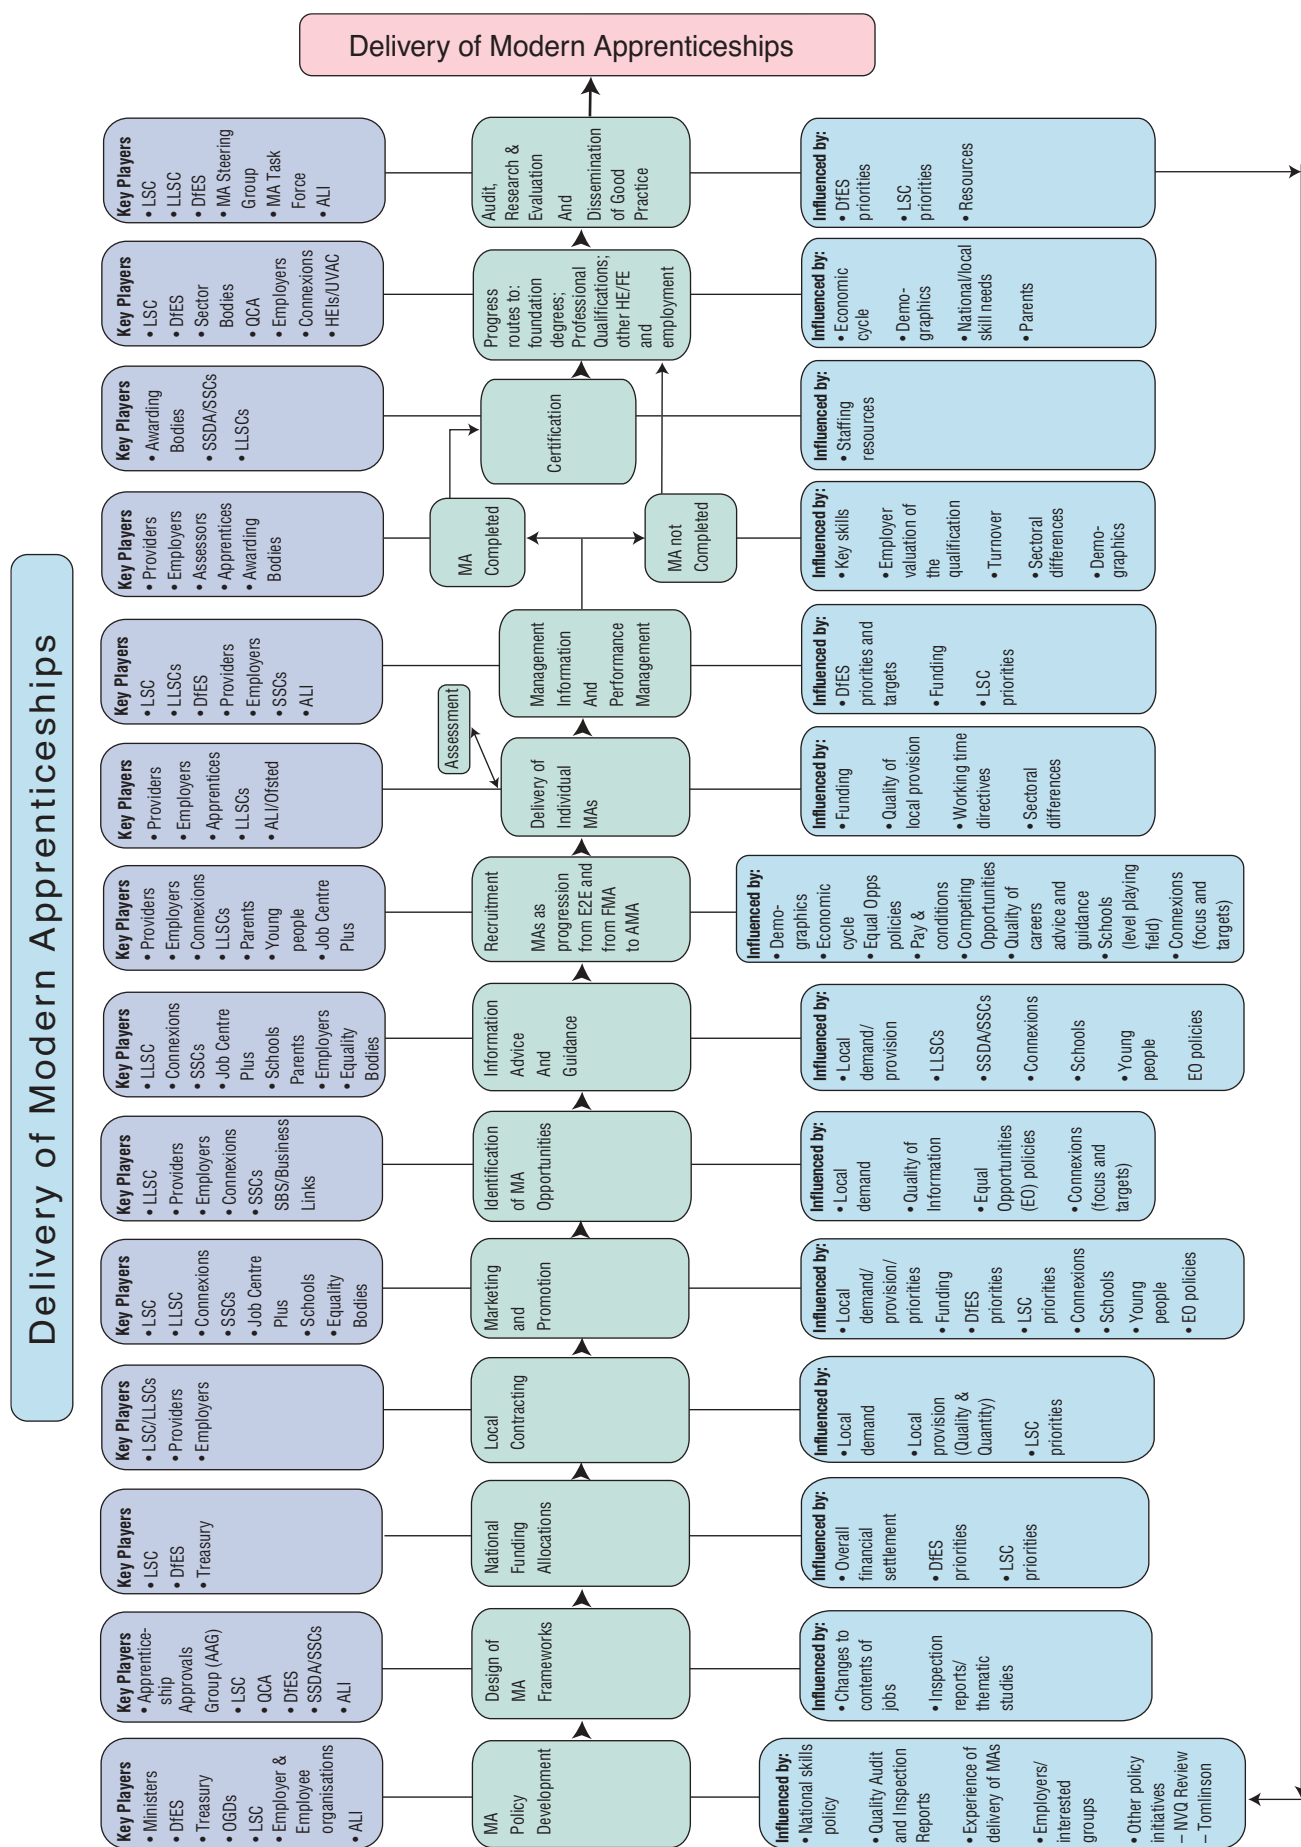 Delivery of Modern Apprenticeships
Key Players
• Ministers
• DfES
• Treasury
• OGDs
• LSC
• Employer &
Employee
organisations
• ALI
MA
Policy
Development
Influenced by:
• National skills
policy
• Quality Audit
and Inspection
Reports
• Experience of
delivery of MAs
• Employers/
interested
groups
• Other policy
initiatives
– NVQ Review
– Tomlinson
Key Players
• Apprentice-
ship
Approvals
Group (AAG)
• LSC
• QCA
• DfES
• SSDA/SSCs
• ALI
Design of
MA
Frameworks
Influenced by:
• Changes to
contents of
jobs
• Inspection
reports/
thematic
studies
Key Players
• LSC
• DfES
• Treasury
National
Funding
Allocations
Influenced by:
• Overall
financial
settlement
• DfES
priorities
• LSC
priorities
Key Players
• LSC/LLSCs
• Providers
• Employers
Local
Contracting
Influenced by:
• Local
demand
• Local
provision
(Quality &
Quantity)
• LSC
priorities
Key Players
• LSC
• LLSC
• Connexions
• SSCs
• Job Centre
Plus
• Schools
• Equality
Bodies
Marketing
and
Promotion
Influenced by:
• Local
demand/
provision/
priorities
• Funding
• DfES
priorities
• LSC
priorities
• Connexions
• Schools
• Young
people
• EO policies
Key Players
• LLSC
• Providers
• Employers
• Connexions
• SSCs
SBS/Business
Links
Identification
of MA
Opportunities
Influenced by:
• Local
demand
• Quality of
Information
• Equal
Opportunities
(EO) policies
• Connexions
(focus and
targets)
Key Players
• LLSC
• Connexions
• SSCs
• Job Centre
Plus
• Schools
Parents
• Employers
• Equality
Bodies
Information
Advice
And
Guidance
Influenced by:
• Local
demand/
provision
• LLSCs
• SSDA/SSCs
• Connexions
• Schools
• Young
people
EO policies
Key Players
• Providers
• Employers
• Connexions
• LLSCs
• Parents
• Young
people
• Job Centre
Plus
Recruitment
MAs as
progression
from E2E and
from FMA
to AMA
Influenced by:
• Demo-
graphics
• Economic
cycle
• Equal Opps
policies
• Pay &
conditions
• Competing
Opportunities
• Quality of
careers
advice and
guidance
• Schools
(level playing
field)
• Connexions
(focus and
targets)
Key Players
• Providers
• Employers
• Apprentices
• LLSCs
• ALI/Ofsted
Assessment
Delivery of
Individual
MAs
Influenced by:
• Funding
• Quality of
local provision
• Working time
directives
• Sectoral
differences
Key Players
• LSC
• LLSCs
• DfES
• Providers
• Employers
• SSCs
• ALI
Management
Information
And
Performance
Management
Influenced by:
• DfES
priorities and
targets
• Funding
• LSC
priorities
Key Players
• Providers
• Employers
• Assessors
• Apprentices
• Awarding
Bodies
MA
Completed
MA not
Completed
Influenced by:
• Key skills
• Employer
valuation of
the
qualification
• Turnover
• Sectoral
differences
• Demo-
graphics
Key Players
• Awarding
Bodies
• SSDA/SSCs
• LLSCs
Certification
Influenced by:
• Staffing
resources
Key Players
• LSC
• DfES
• Sector
Bodies
• QCA
• Employers
• Connexions
• HEIs/UVAC
Progress
routes to:
foundation
degrees;
Professional
Qualifications;
other HE/FE
and
employment
Influenced by:
• Economic
cycle
• Demo-
graphics
• National/local
skill needs
• Parents
Key Players
• LSC
• LLSC
• DfES
• MA Steering
Group
• MA Task
Force
• ALI
Audit,
Research &
Evaluation
And
Dissemination
of Good
Practice
Influenced by:
• DfES
priorities
• LSC
priorities
• Resources
Delivery of Modern Apprenticeships